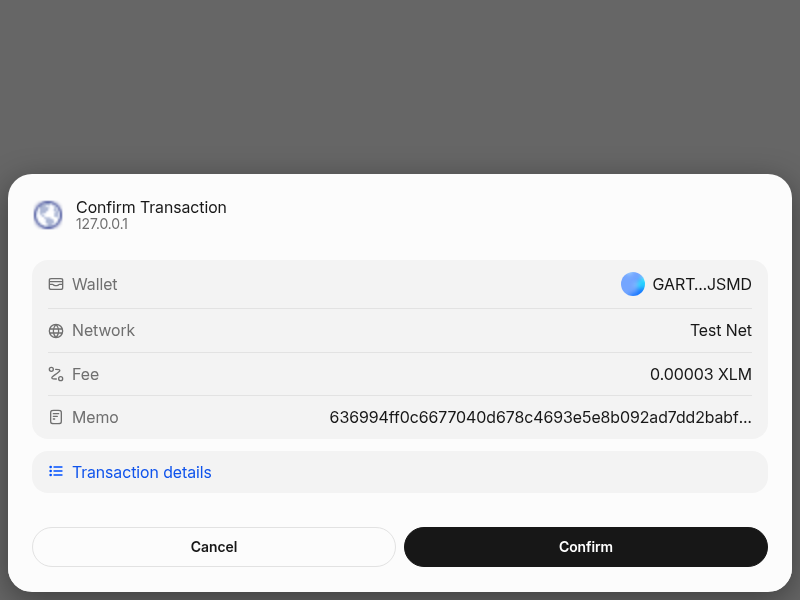 Confirm Transaction
127.0.0.1
Wallet GART...JSMD
Network Test Net
Fee 0.00003 XLM
Memo 636994ff0c6677040d678c4693e5e8b092ad7dd2babf...
Transaction details
Cancel Confirm